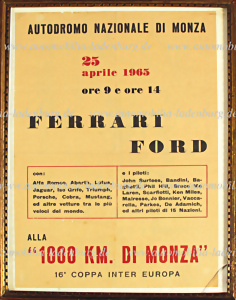 AUTODROMO NAZIONALE DI MONZA
25
aprile 1965
ore 9 e ore 14
FERRARI
FORD
con:
Alfa Romeo, Abarth, Lotus,
Jaguar, Iso Grifo, Triumph,
Porsche, Cobra, Mustang,
ed altre vetture tra le più
veloci del mondo.
e i piloti:
John Surtees, Bandini, Ba-
ghetti, Phil Hill,
Scarfiotti, Ken Miles,
Mairesse, Jo Bonnier, Vacca-
rella, Parkes, De Adamich,
ed altri piloti di 15 Nazioni.
ALLA
"1000 KM. DI MONZA"
16ª COPPA INTER EUROPA